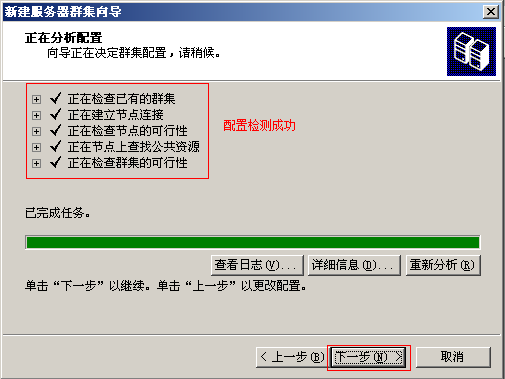 新建服务器群集向导
正在分析配置
向导正在决定群集配置，请稍候。
正在检查已有的群集
正在建立节点连接
正在检查节点的可行性
正在节点上查找公共资源
正在检查群集的可行性
配置检测成功
已完成任务。
查看日志(V)... 详细信息(D)... 重新分析(R)
单击“下一步”以继续。单击“上一步”以更改配置。
< 上一步(B) 下一步(N) > 取消